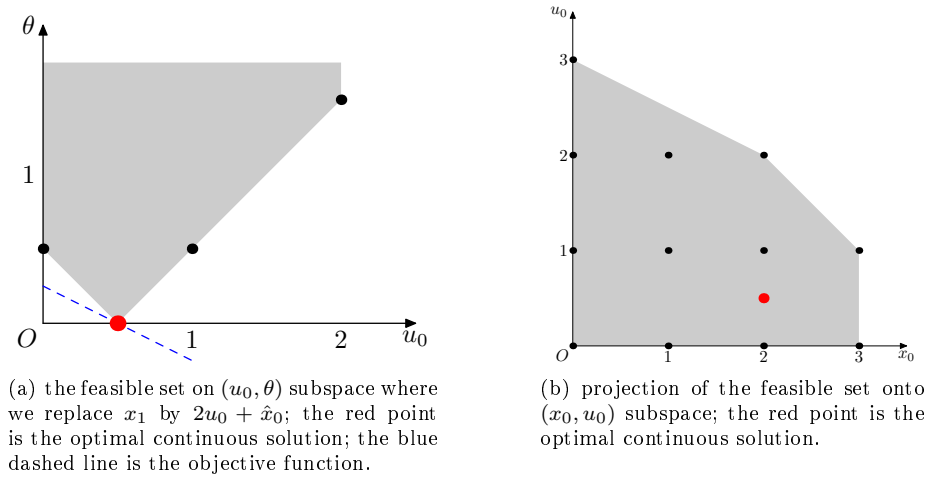 θ
1
O
1
2
u₀
(a) the feasible set on (u₀, θ) subspace where
we replace x₁ by 2u₀ + x̂₀; the red point
is the optimal continuous solution; the blue
dashed line is the objective function.
u₀
3
2
1
O
1
2
3
x₀
(b) projection of the feasible set onto
(x₀, u₀) subspace; the red point is the
optimal continuous solution.